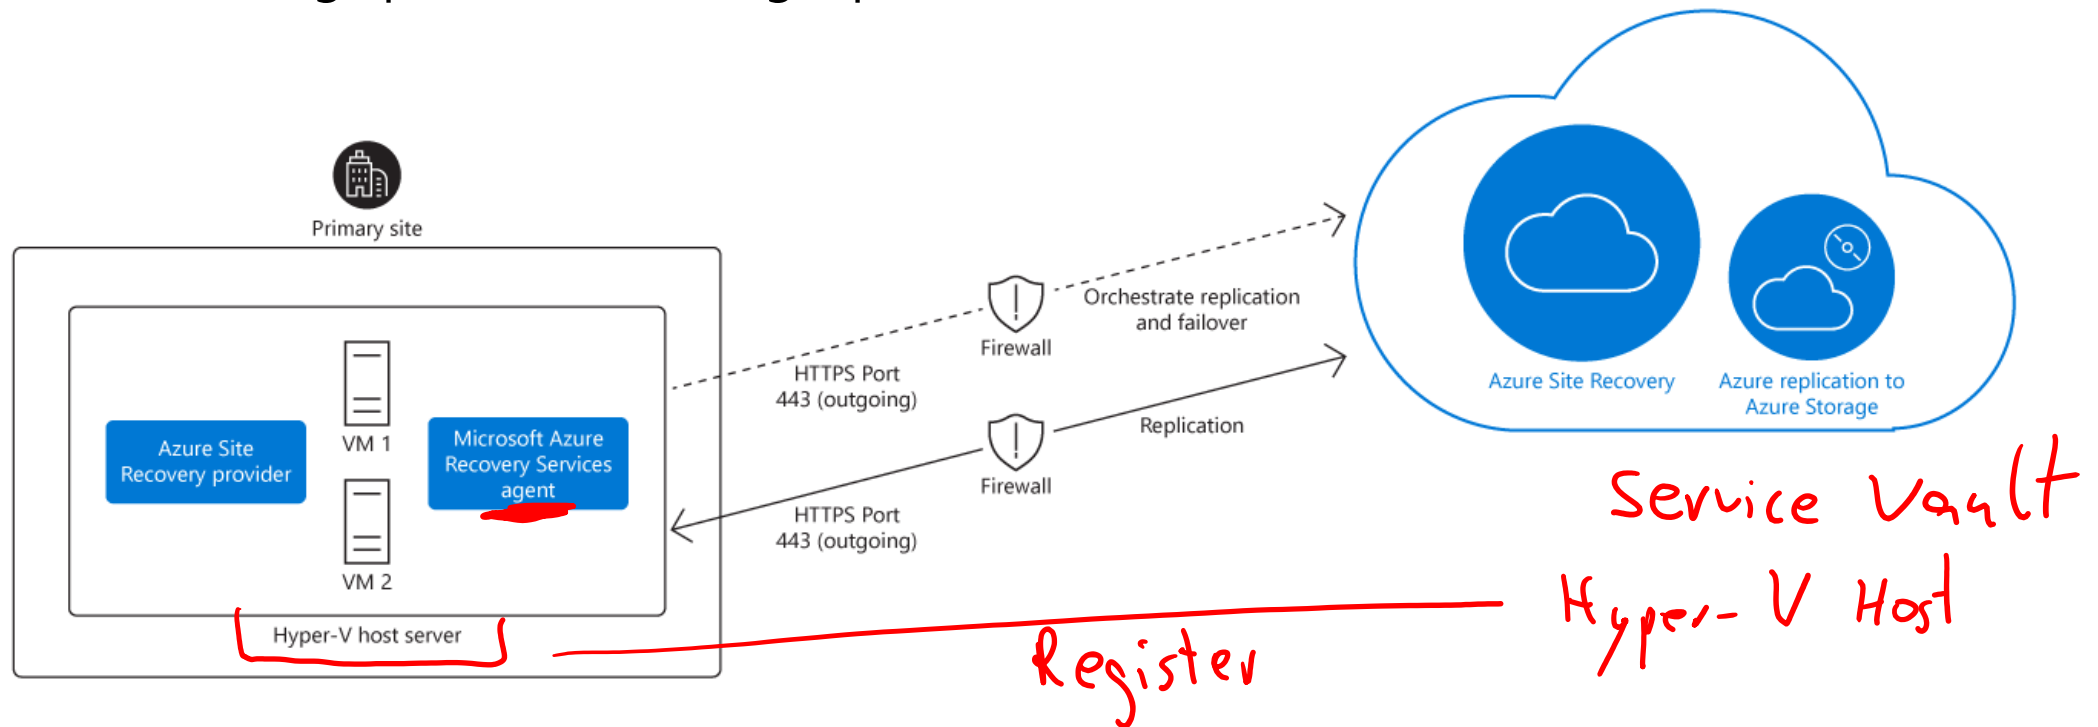 Primary site
Azure Site
Recovery provider
VM 1
VM 2
Microsoft Azure
Recovery Services
agent
Hyper-V host server
HTTPS Port
443 (outgoing)
Firewall
Orchestrate replication
and failover
HTTPS Port
443 (outgoing)
Firewall
Replication
Azure Site Recovery
Azure replication to
Azure Storage
Service Vault
Hyper-V Host
Register